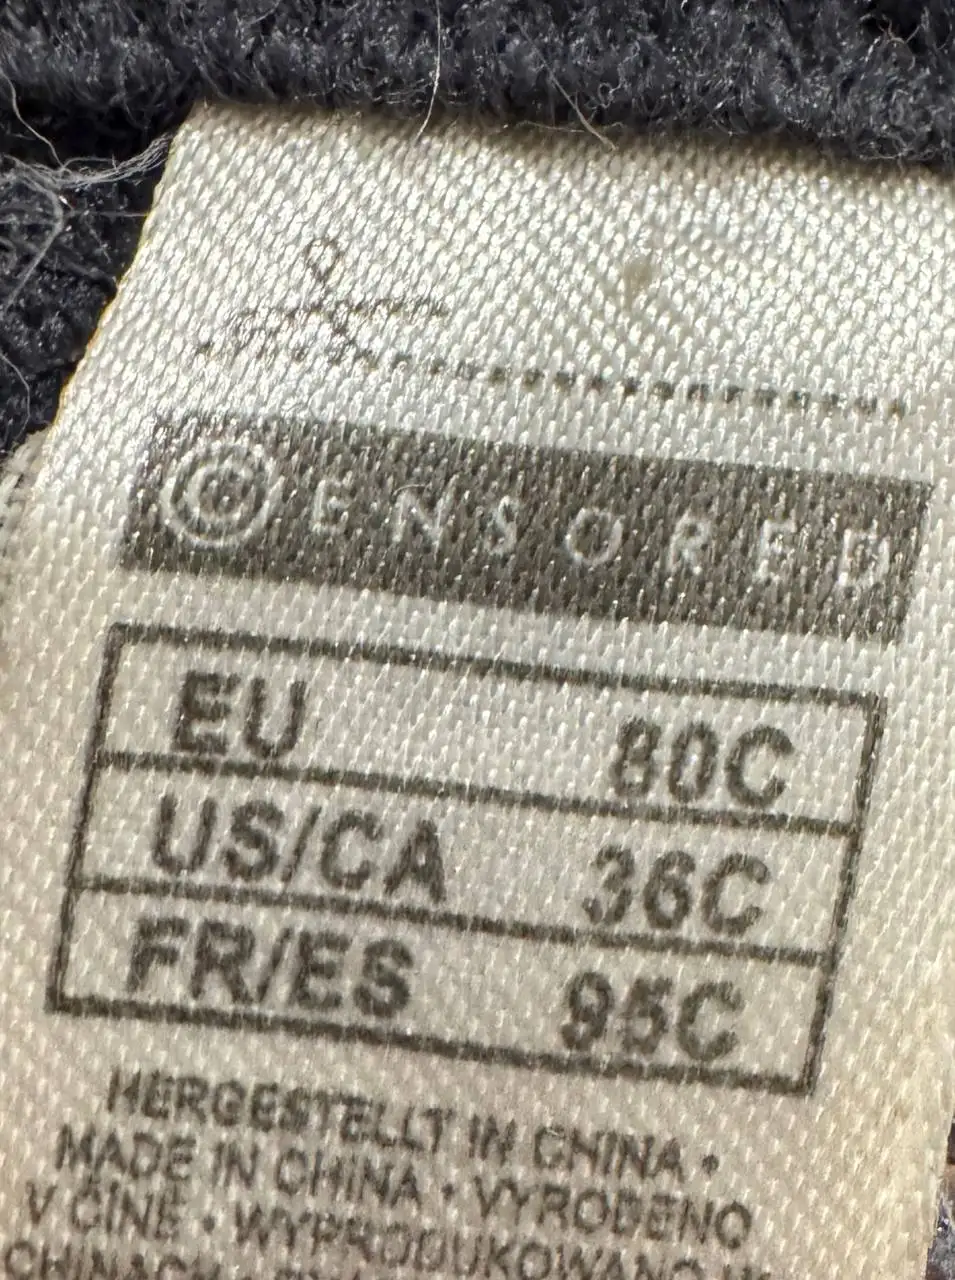 ©ENSORED
EU 80C
US/CA 36C
FR/ES 95C
HERGESTELLT IN CHINA •
MADE IN CHINA • VYROBENO
V ČÍNĚ • WYPRODUKOWANO W